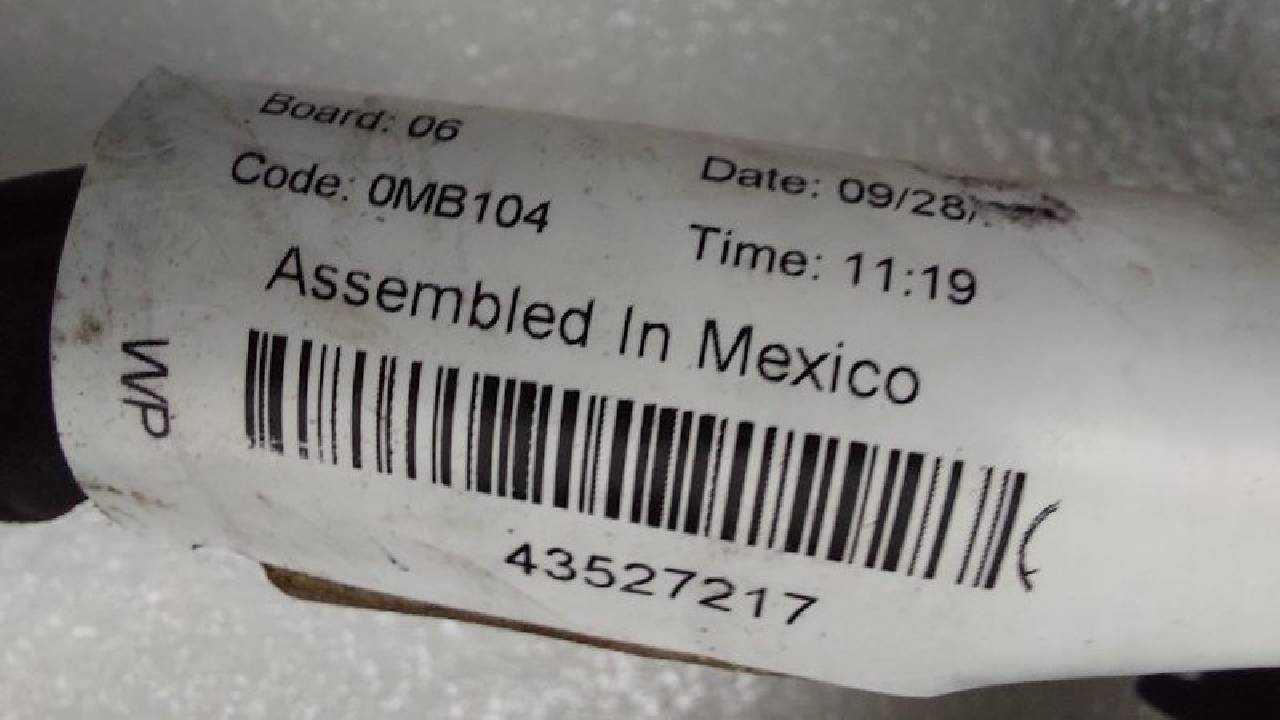 Board: 06
Code: 0MB104
Date: 09/28/
Time: 11:19
Assembled In Mexico
WP
43527217